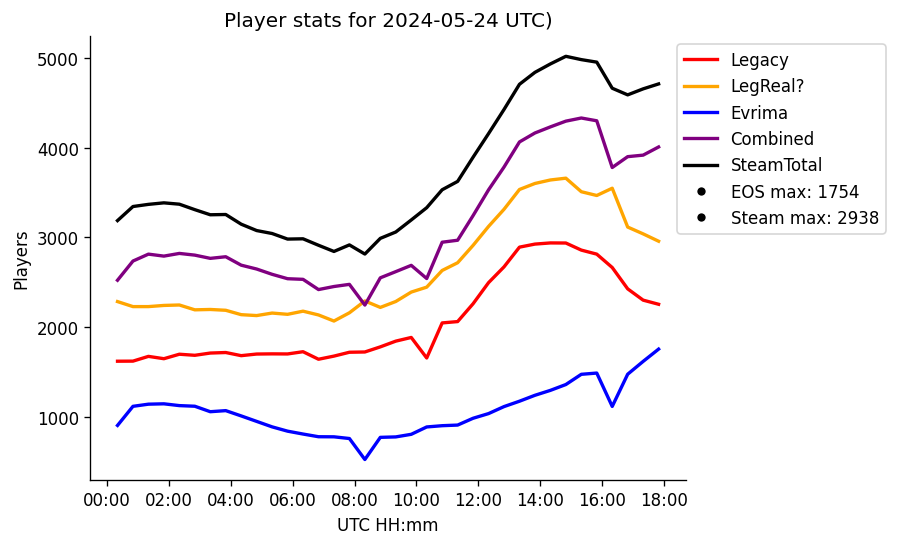 Player stats for 2024-05-24 UTC)
Players
5000
4000
3000
2000
1000
00:00 02:00 04:00 06:00 08:00 10:00 12:00 14:00 16:00 18:00
UTC HH:mm
Legacy
LegReal?
Evrima
Combined
SteamTotal
EOS max: 1754
Steam max: 2938